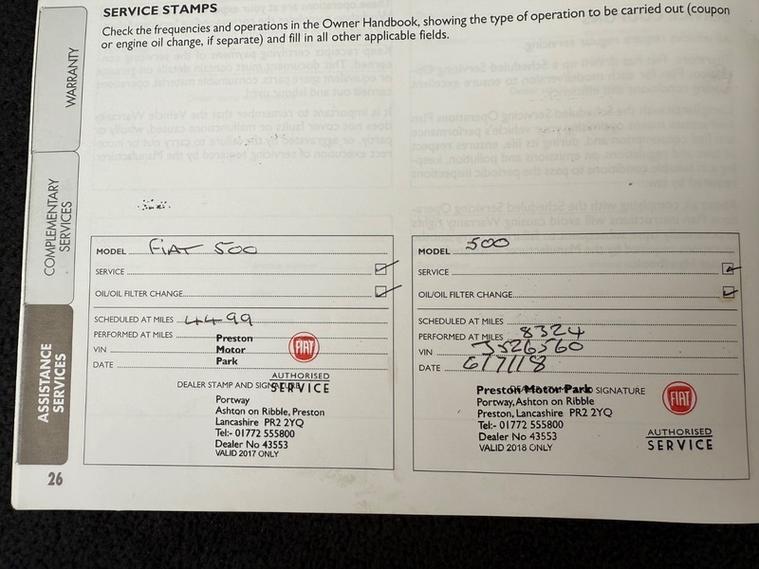 SERVICE STAMPS
Check the frequencies and operations in the Owner Handbook, showing the type of operation to be carried out (coupon
or engine oil change, if separate) and fill in all other applicable fields.
WARRANTY
COMPLEMENTARY
SERVICES
ASSISTANCE
SERVICES
26
MODEL FIAT 500
SERVICE
OIL/OIL FILTER CHANGE
SCHEDULED AT MILES 4499
PERFORMED AT MILES
VIN
DATE
Preston
Motor
Park
FIAT
AUTHORISED
SERVICE
DEALER STAMP AND SIGNATURE
Portway
Ashton on Ribble, Preston
Lancashire PR2 2YQ
Tel:- 01772 555800
Dealer No 43553
VALID 2017 ONLY
MODEL 500
SERVICE
OIL/OIL FILTER CHANGE
SCHEDULED AT MILES
PERFORMED AT MILES 8324
VIN J526560
DATE 6/7/18
Preston Motor Park
SIGNATURE
Portway, Ashton on Ribble
Preston, Lancashire PR2 2YQ
Tel:- 01772 555800
Dealer No 43553
VALID 2018 ONLY
FIAT
AUTHORISED
SERVICE